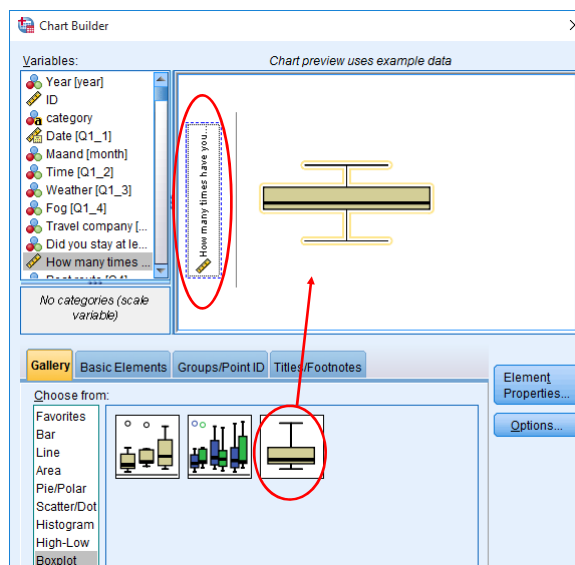 Chart Builder
Variables:
Chart preview uses example data
Year [year]
ID
category
Date [Q1_1]
Maand [month]
Time [Q1_2]
Weather [Q1_3]
Fog [Q1_4]
Travel company [...
Did you stay at le...
How many times ...
How many times have you...
No categories (scale
variable)
Gallery
Basic Elements
Groups/Point ID
Titles/Footnotes
Choose from:
Favorites
Bar
Line
Area
Pie/Polar
Scatter/Dot
Histogram
High-Low
Boxplot
Element
Properties...
Options...